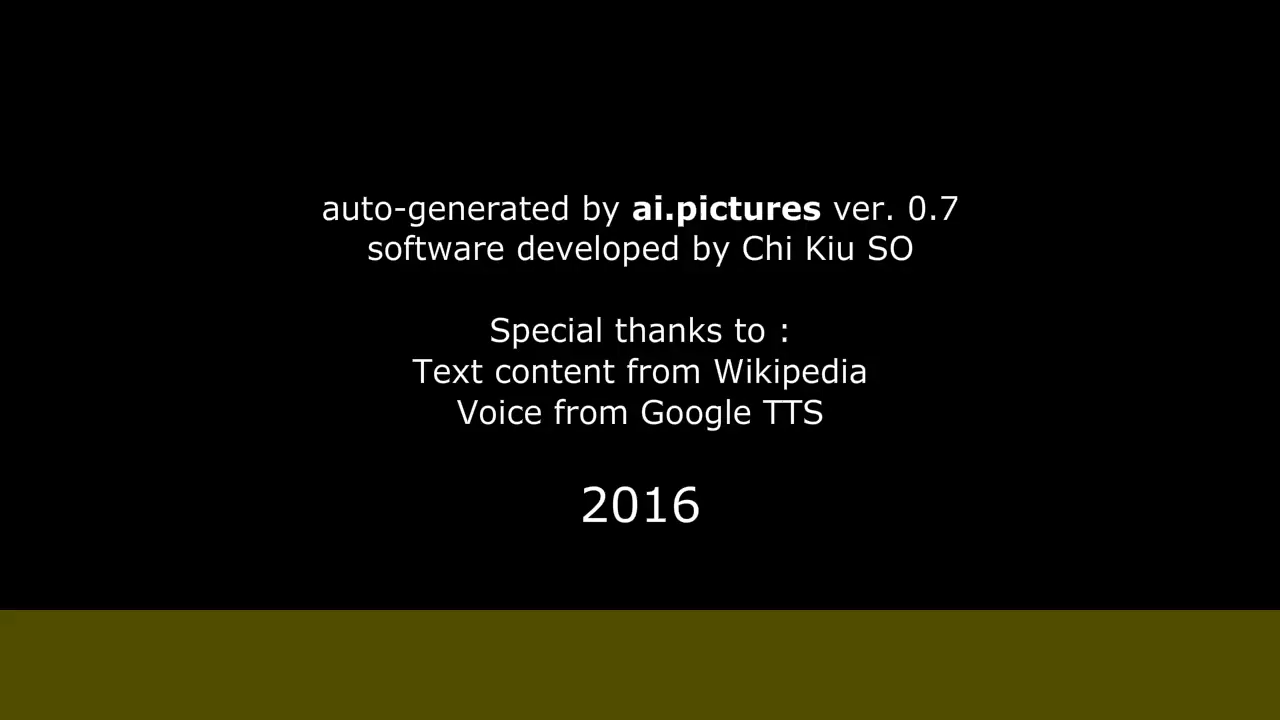 auto-generated by ai.pictures ver. 0.7
software developed by Chi Kiu SO
Special thanks to :
Text content from Wikipedia
Voice from Google TTS
2016